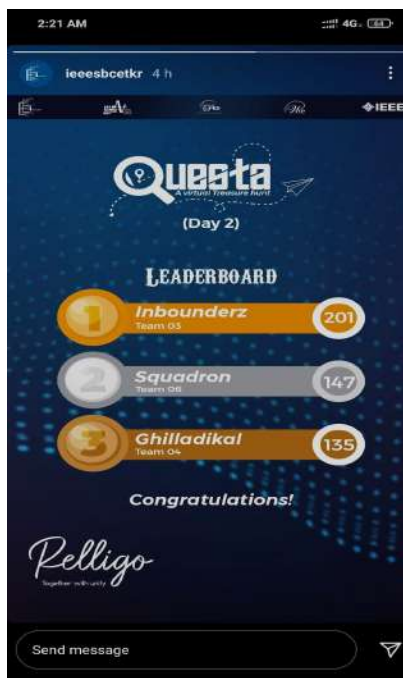 2:21 AM 4G. 64
ieeesbcetkr 4 h
IEEE
Questa
A virtual Treasure hunt
(Day 2)
LEADERBOARD
1 Inbounderz 201
Team 03
2 Squadron 147
Team 06
3 Ghilladikal 135
Team 04
Congratulations!
Relligo
Together with unity
Send message